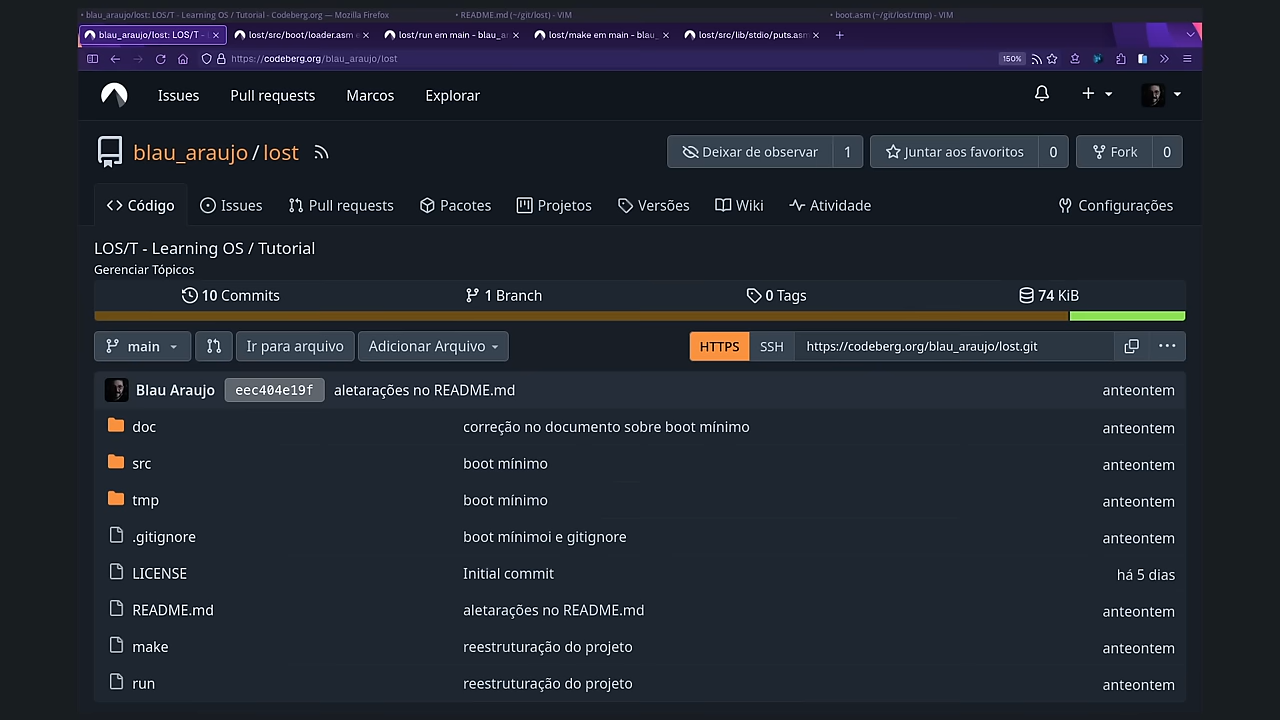 • blau_araujo/lost: LOS/T - Learning OS / Tutorial - Codeberg.org — Mozilla Firefox • README.md (~/git/lost) - VIM • boot.asm (~/git/lost/tmp) - VIM
blau_araujo/lost: LOS/T - lost/src/boot/loader.asm lost/run em main - blau_a lost/make em main - blau_ lost/src/lib/stdio/puts.asm
https://codeberg.org/blau_araujo/lost 150%
Issues Pull requests Marcos Explorar
blau_araujo/lost Deixar de observar 1 Juntar aos favoritos 0 Fork 0
Código Issues Pull requests Pacotes Projetos Versões Wiki Atividade Configurações
LOS/T - Learning OS / Tutorial
Gerenciar Tópicos
10 Commits 1 Branch 0 Tags 74 KiB
main Ir para arquivo Adicionar Arquivo HTTPS SSH https://codeberg.org/blau_araujo/lost.git
Blau Araujo eec404e19f aletarações no README.md anteontem
doc correção no documento sobre boot mínimo anteontem
src boot mínimo anteontem
tmp boot mínimo anteontem
.gitignore boot mínimoi e gitignore anteontem
LICENSE Initial commit há 5 dias
README.md aletarações no README.md anteontem
make reestruturação do projeto anteontem
run reestruturação do projeto anteontem